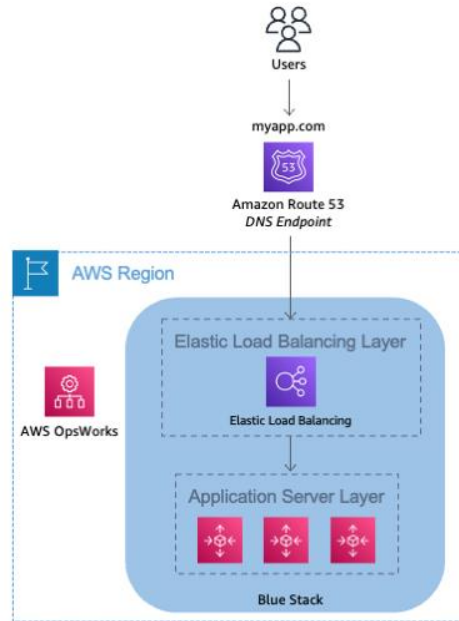 Users
myapp.com
53
Amazon Route 53
DNS Endpoint
AWS Region
Elastic Load Balancing Layer
Elastic Load Balancing
AWS OpsWorks
Application Server Layer
Blue Stack